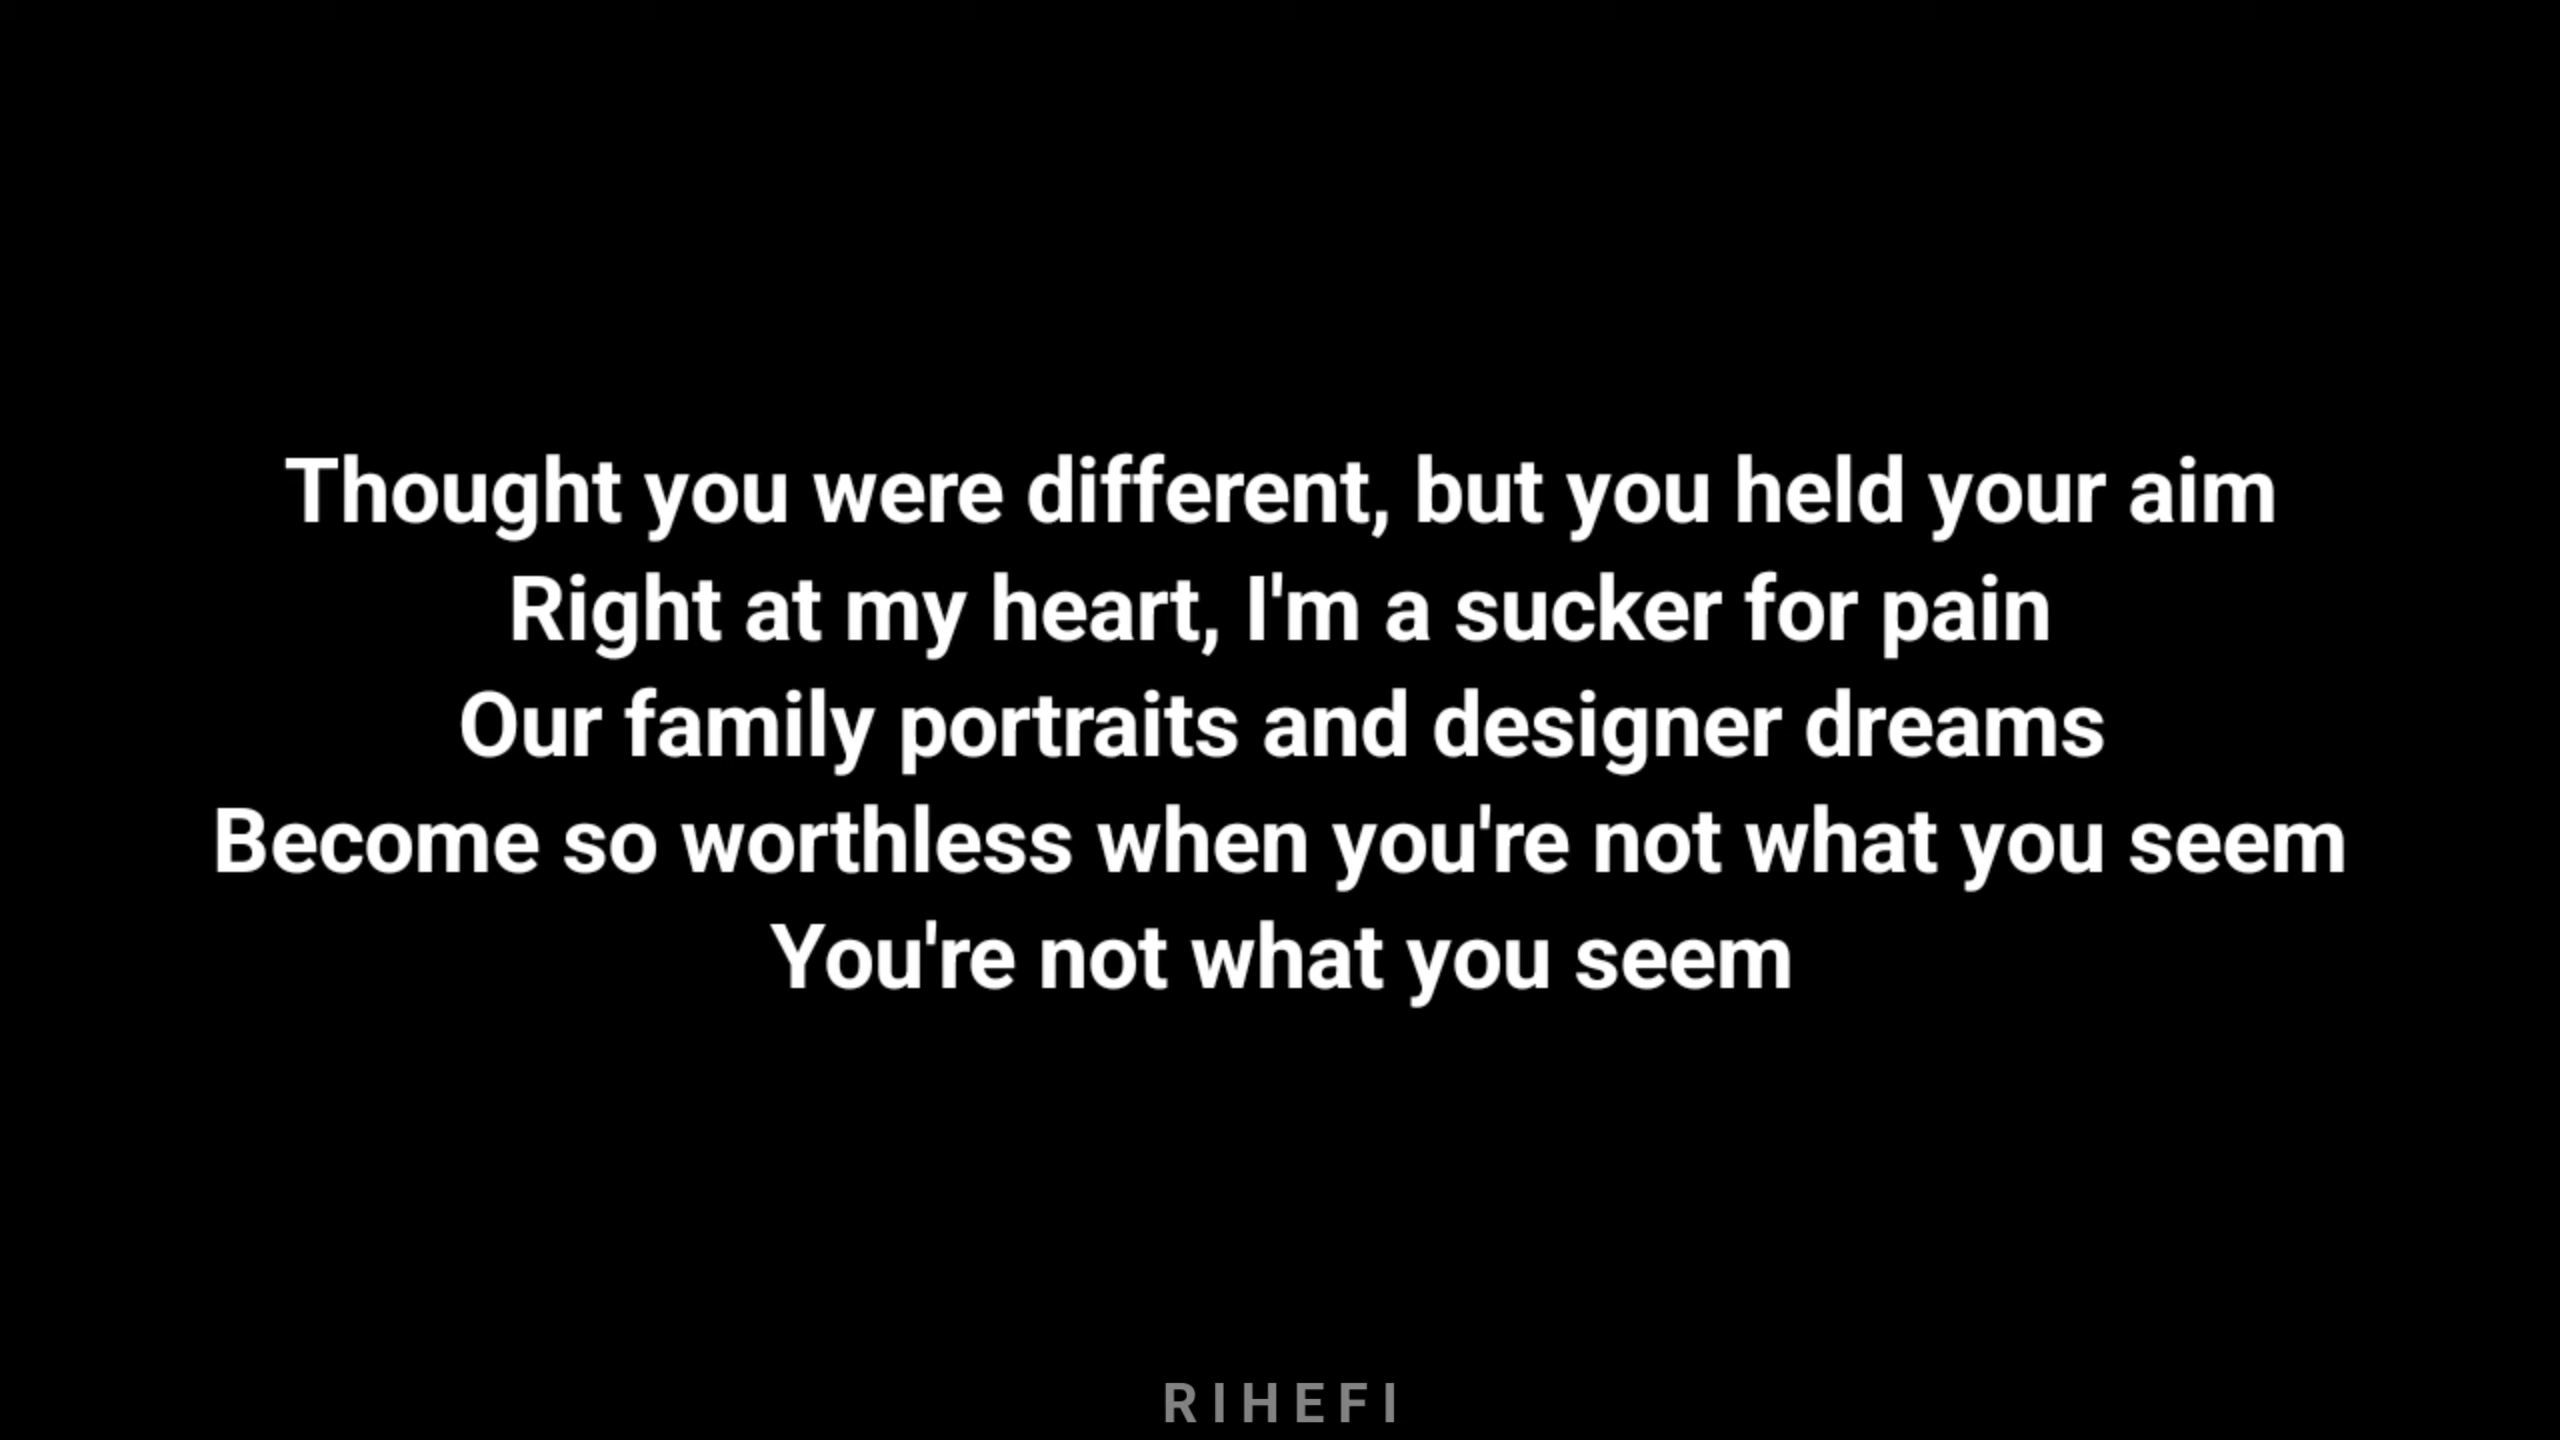 Thought you were different, but you held your aim
Right at my heart, I'm a sucker for pain
Our family portraits and designer dreams
Become so worthless when you're not what you seem
You're not what you seem
RIHEFI